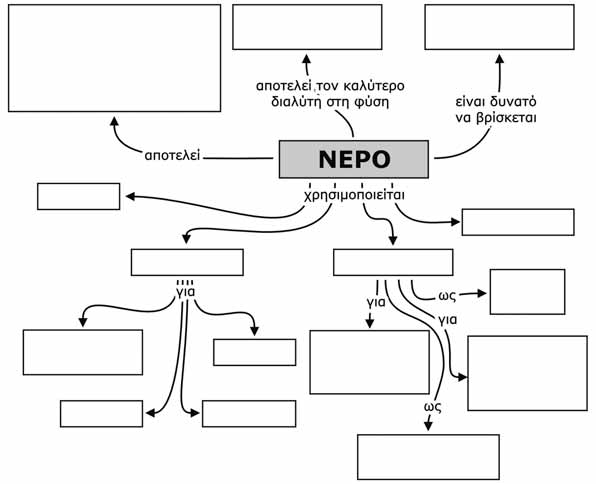 αποτελεί τον καλύτερο
διαλύτη στη φύση
είναι δυνατό
να βρίσκεται
αποτελεί
ΝΕΡΟ
χρησιμοποιείται
για
ως
για
για
ως